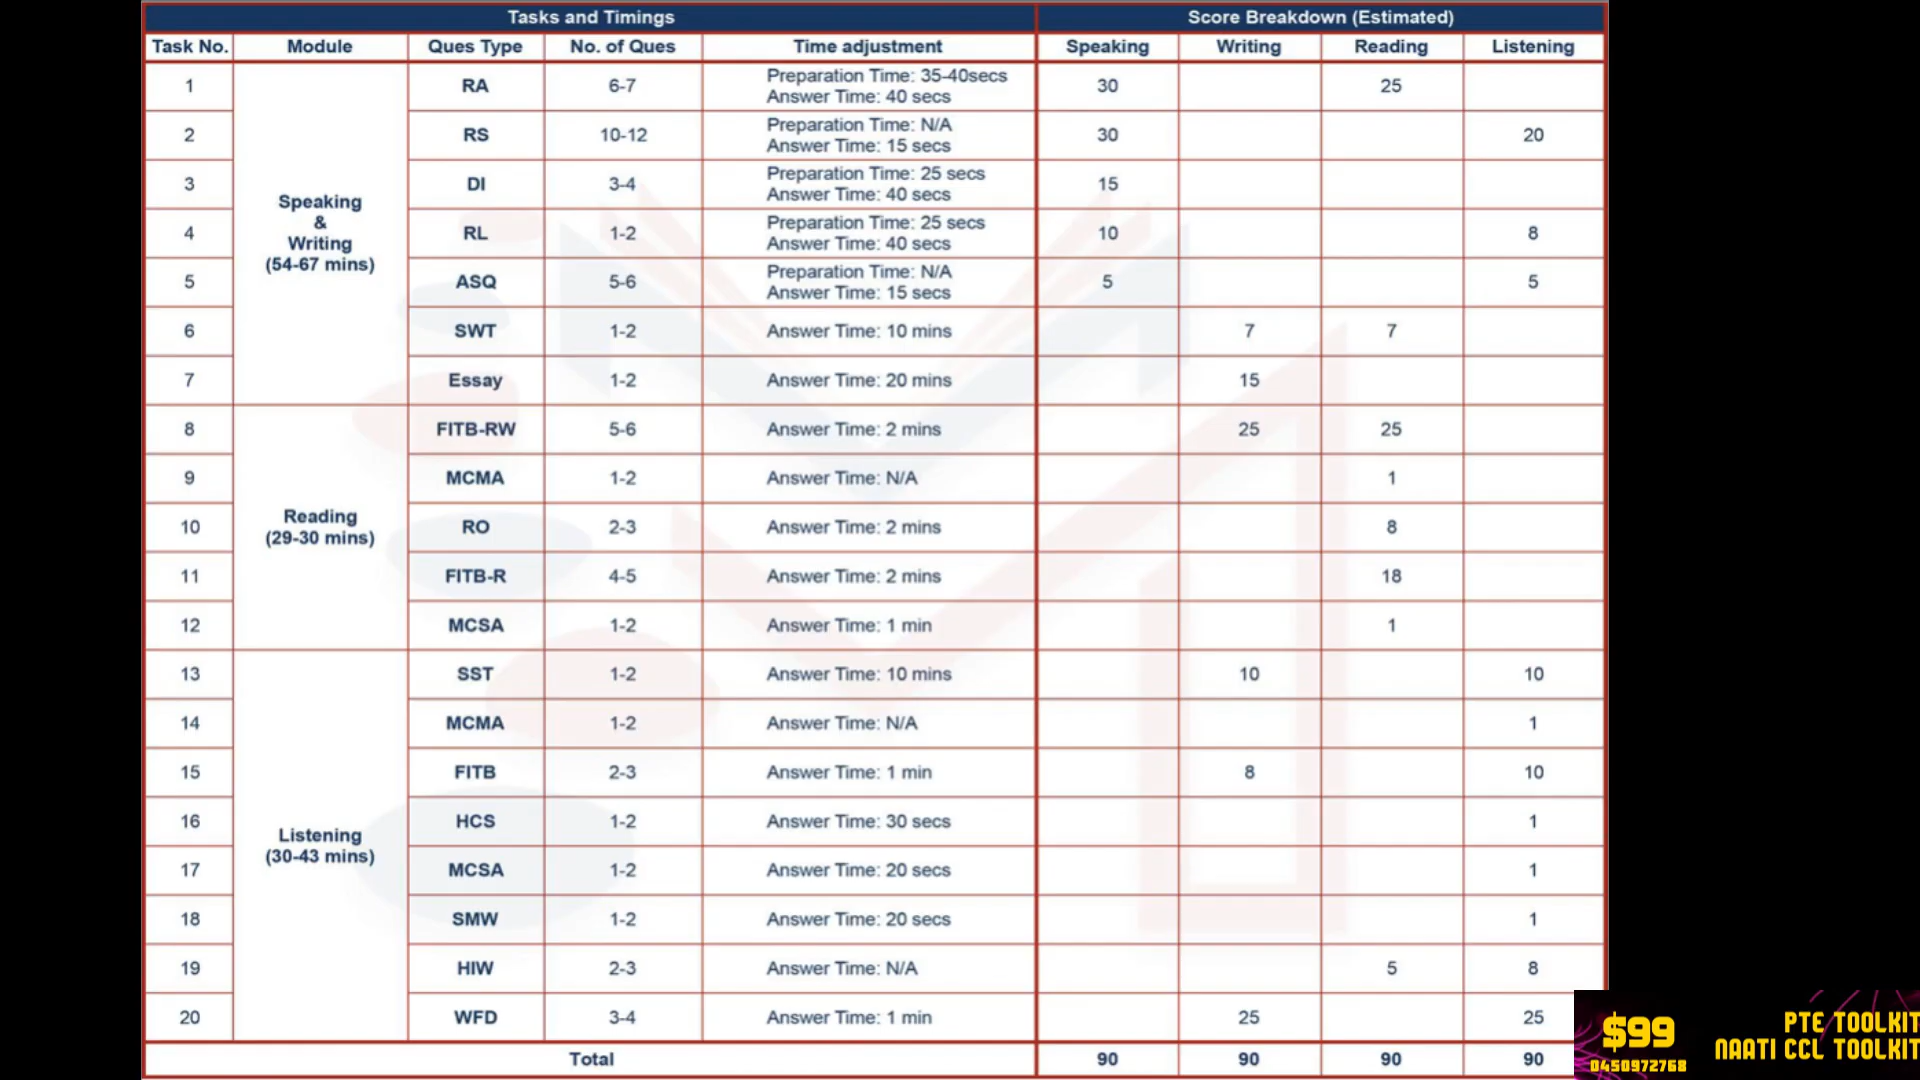 Tasks and Timings Score Breakdown (Estimated)
Task No. Module Ques Type No. of Ques Time adjustment Speaking Writing Reading Listening
1 RA 6-7 Preparation Time: 35-40secs 30 25
Answer Time: 40 secs
2 RS 10-12 Preparation Time: N/A 30 20
Answer Time: 15 secs
3 DI 3-4 Preparation Time: 25 secs 15
Answer Time: 40 secs
Speaking
&
Writing
(54-67 mins)
4 RL 1-2 Preparation Time: 25 secs 10 8
Answer Time: 40 secs
5 ASQ 5-6 Preparation Time: N/A 5 5
Answer Time: 15 secs
6 SWT 1-2 Answer Time: 10 mins 7 7
7 Essay 1-2 Answer Time: 20 mins 15
8 FITB-RW 5-6 Answer Time: 2 mins 25 25
9 MCMA 1-2 Answer Time: N/A 1
Reading
(29-30 mins)
10 RO 2-3 Answer Time: 2 mins 8
11 FITB-R 4-5 Answer Time: 2 mins 18
12 MCSA 1-2 Answer Time: 1 min 1
13 SST 1-2 Answer Time: 10 mins 10 10
14 MCMA 1-2 Answer Time: N/A 1
15 FITB 2-3 Answer Time: 1 min 8 10
16 HCS 1-2 Answer Time: 30 secs 1
Listening
(30-43 mins)
17 MCSA 1-2 Answer Time: 20 secs 1
18 SMW 1-2 Answer Time: 20 secs 1
19 HIW 2-3 Answer Time: N/A 5 8
20 WFD 3-4 Answer Time: 1 min 25 25
Total 90 90 90 90
$99
0450972768
PTE TOOLKIT
NAATI CCL TOOLKIT